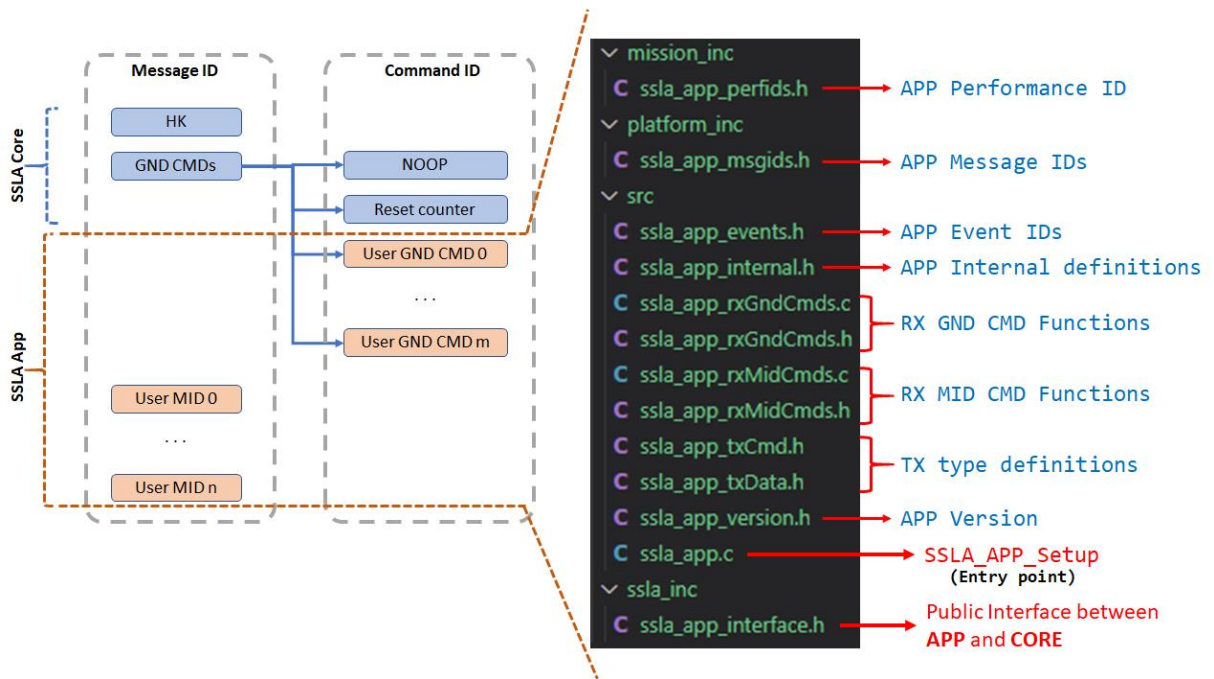 Message ID
Command ID
SSLA Core
HK
GND CMDs
NOOP
Reset counter
SSLA App
User GND CMD 0
...
User GND CMD m
User MID 0
...
User MID n
mission_inc
C ssla_app_perfids.h
APP Performance ID
platform_inc
C ssla_app_msgids.h
APP Message IDs
src
C ssla_app_events.h
APP Event IDs
C ssla_app_internal.h
APP Internal definitions
C ssla_app_rxGndCmds.c
C ssla_app_rxGndCmds.h
RX GND CMD Functions
C ssla_app_rxMidCmds.c
C ssla_app_rxMidCmds.h
RX MID CMD Functions
C ssla_app_txCmd.h
C ssla_app_txData.h
TX type definitions
C ssla_app_version.h
APP Version
C ssla_app.c
SSLA_APP_Setup
(Entry point)
ssla_inc
C ssla_app_interface.h
Public Interface between
APP and CORE